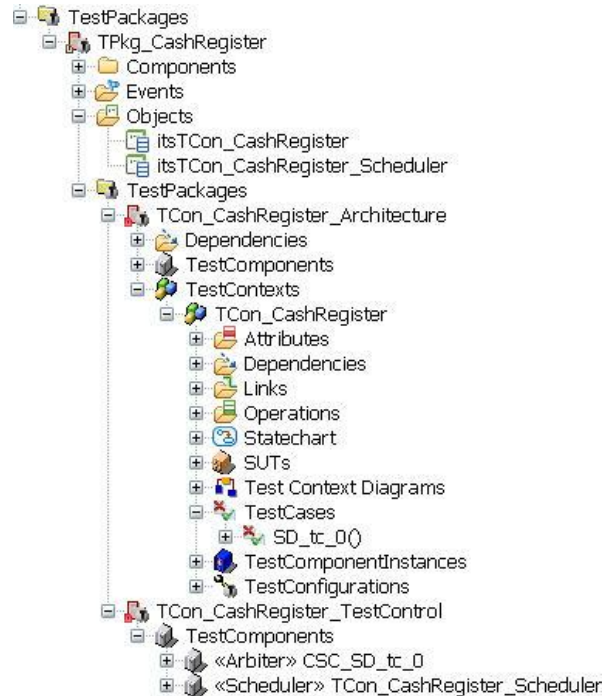 TestPackages
TPkg_CashRegister
Components
Events
Objects
itsTCon_CashRegister
itsTCon_CashRegister_Scheduler
TestPackages
TCon_CashRegister_Architecture
Dependencies
TestComponents
TestContexts
TCon_CashRegister
Attributes
Dependencies
Links
Operations
Statechart
SUTs
Test Context Diagrams
TestCases
SD_tc_0()
TestComponentInstances
TestConfigurations
TCon_CashRegister_TestControl
TestComponents
«Arbiter» CSC_SD_tc_0
«Scheduler» TCon_CashRegister_Scheduler